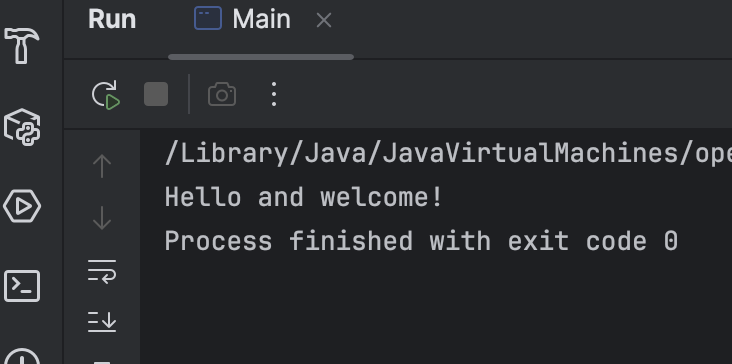 Run Main
/Library/Java/JavaVirtualMachines/ope
Hello and welcome!
Process finished with exit code 0